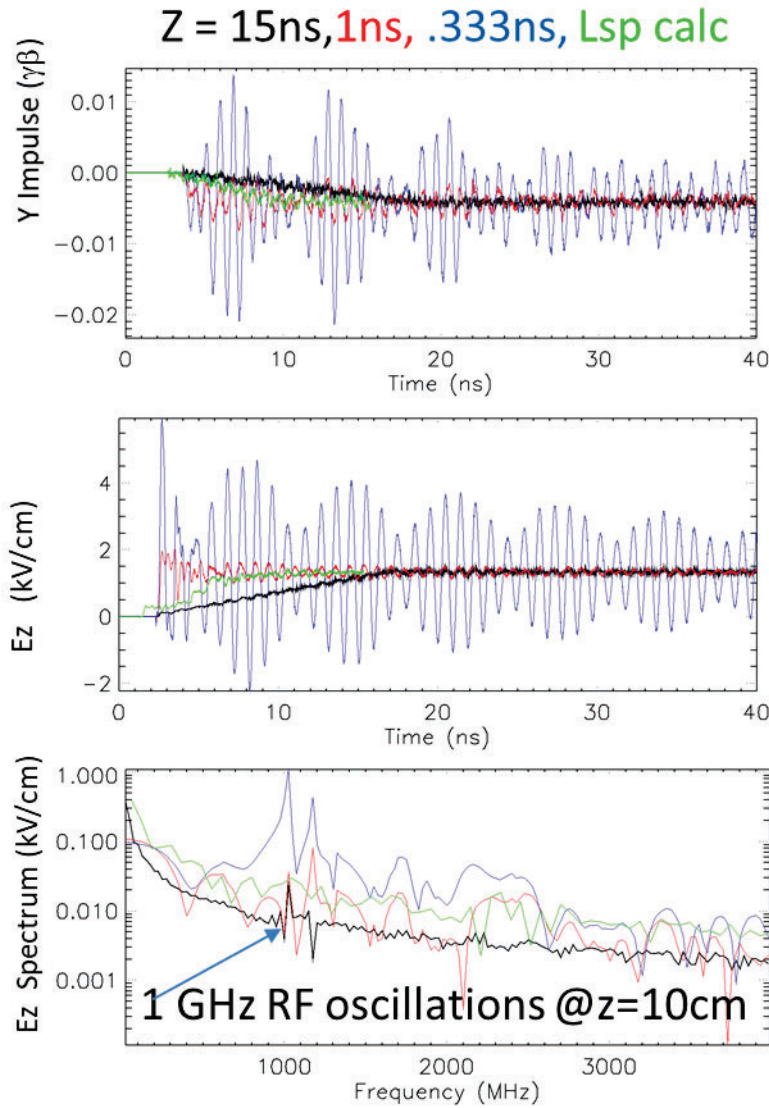 Z = 15ns,1ns, .333ns, Lsp calc
Y Impulse (γβ)
0.01
0.00
−0.01
−0.02
0 10 20 30 40
Time (ns)
Ez (kV/cm)
4
2
0
−2
0 10 20 30 40
Time (ns)
Ez Spectrum (kV/cm)
1.000
0.100
0.010
0.001
1 GHz RF oscillations @z=10cm
1000 2000 3000
Frequency (MHz)